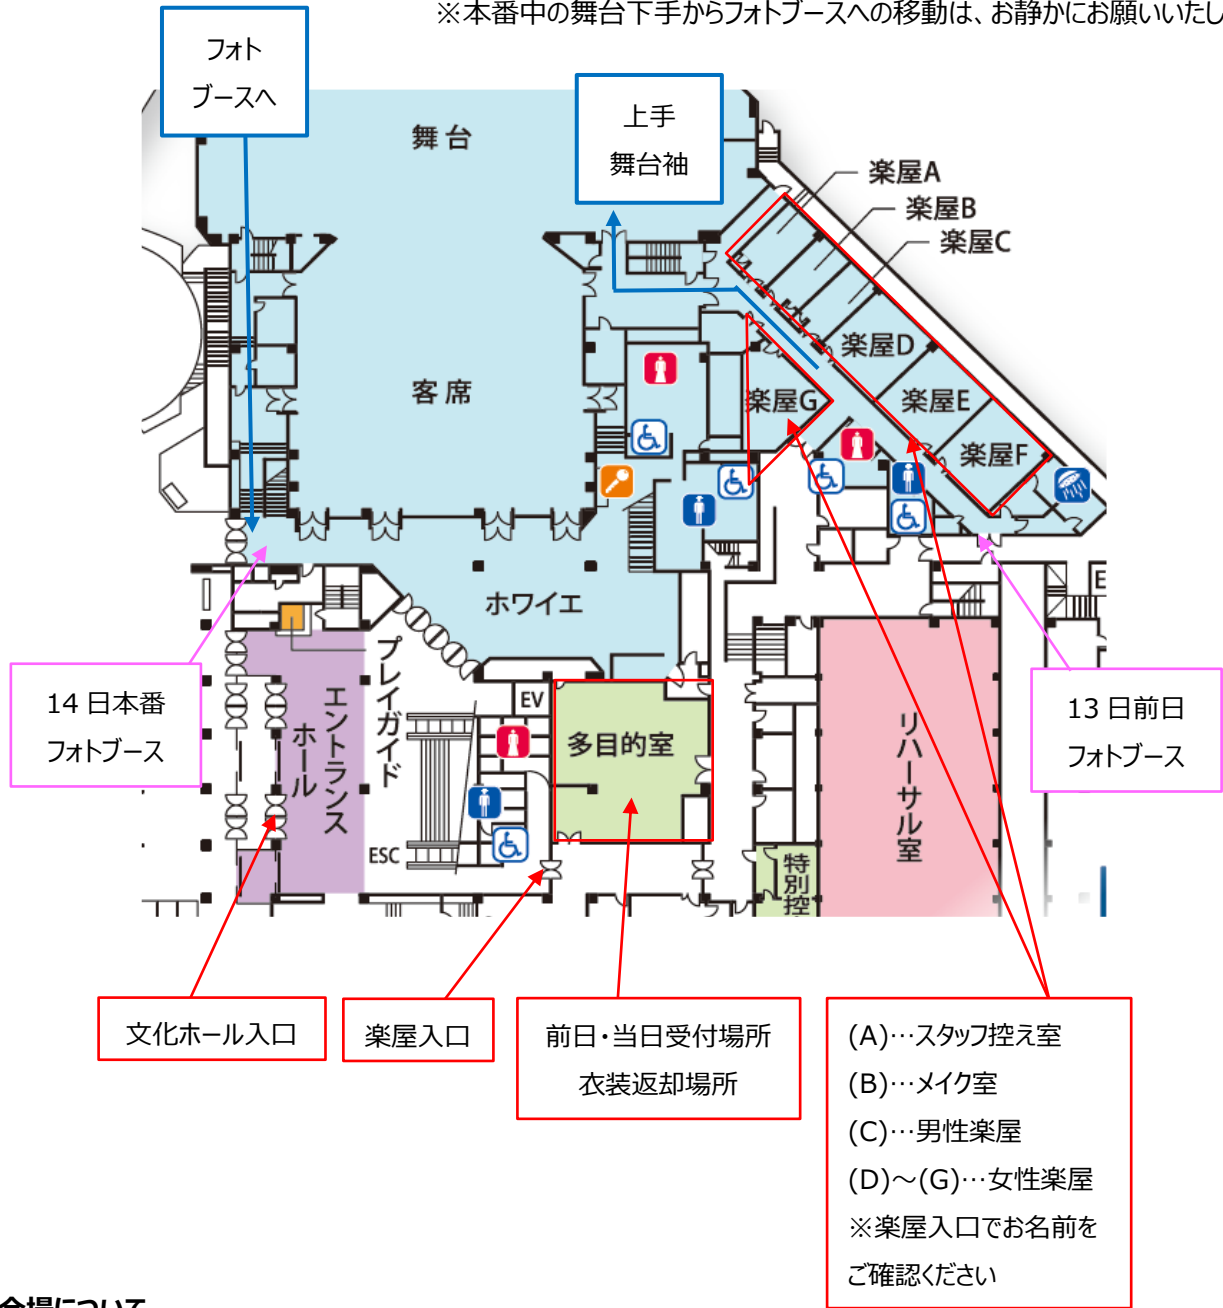 ※本番中の舞台下手からフォトブースへの移動は、お静かにお願いいたし
フォト
ブースへ
上手
舞台袖
舞台
楽屋A
楽屋B
楽屋C
楽屋D
楽屋E
楽屋F
楽屋G
客席
ホワイエ
14 日本番
フォトブース
13 日前日
フォトブース
プレイガイド
エントランス
ホール
EV
ESC
多目的室
リハーサル室
特別控
E
文化ホール入口
楽屋入口
前日・当日受付場所
衣装返却場所
(A)…スタッフ控え室
(B)…メイク室
(C)…男性楽屋
(D)～(G)…女性楽屋
※楽屋入口でお名前を
ご確認ください
会場について